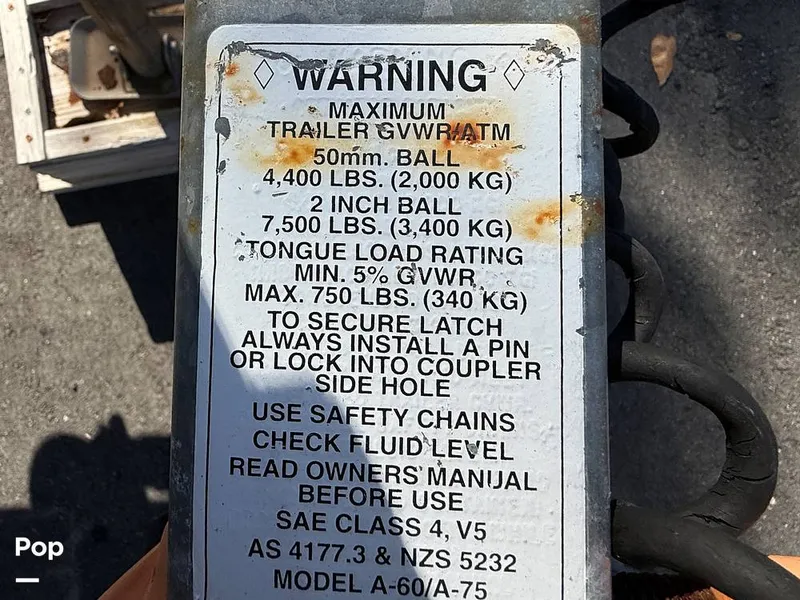 WARNING
MAXIMUM
TRAILER GVWR/ATM
50mm. BALL
4,400 LBS. (2,000 KG)
2 INCH BALL
7,500 LBS. (3,400 KG)
TONGUE LOAD RATING
MIN. 5% GVWR
MAX. 750 LBS. (340 KG)
TO SECURE LATCH
ALWAYS INSTALL A PIN
OR LOCK INTO COUPLER
SIDE HOLE
USE SAFETY CHAINS
CHECK FLUID LEVEL
READ OWNERS' MANUAL
BEFORE USE
SAE CLASS 4, V5
AS 4177.3 & NZS 5232
MODEL A-60/A-75
Pop